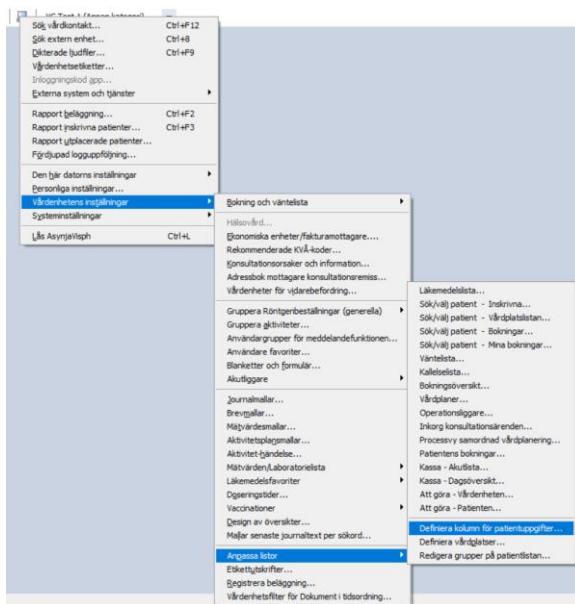 VC Test 1 (Annan kategori)
Sök vårdkontakt... Ctrl+F12
Sök extern enhet... Ctrl+8
Dikterade ljudfiler... Ctrl+F9
Vårdenhetsetiketter...
Inloggningskod app...
Externa system och tjänster
Rapport beläggning... Ctrl+F2
Rapport inskrivna patienter... Ctrl+F3
Rapport utplacerade patienter...
Fördjupad logguppföljning...
Den här datorns inställningar
Personliga inställningar...
Vårdenhetens inställningar
Systeminställningar
Lås AsynjaVisph Ctrl+L
Bokning och väntelista
Hälsovård...
Ekonomiska enheter/fakturamottagare....
Rekommenderade KVÅ-koder...
Konsultationsorsaker och information...
Adressbok mottagare konsultationsremiss...
Vårdenheter för vidarebefordring...
Gruppera Röntgenbeställningar (generella)
Gruppera aktiviteter...
Användargrupper för meddelandefunktionen...
Användare favoriter...
Blanketter och formulär...
Akutliggare
Journalmallar...
Brevmallar...
Mätvärdesmallar...
Aktivitetsplansmallar...
Aktivitet-händelse...
Mätvärden/Laboratorielista
Läkemedelsfavoriter
Doseringstider...
Vaccinationer
Design av översikter...
Mallar senaste journaltext per sökord...
Anpassa listor
Etikettutskrifter...
Registrera beläggning...
Vårdenhetsfilter för Dokument i tidsordning...
Läkemedelslista...
Sök/välj patient - Inskrivna...
Sök/välj patient - Vårdplatslistan...
Sök/välj patient - Bokningar...
Sök/välj patient - Mina bokningar...
Väntelista...
Kallelselista...
Bokningsöversikt...
Vårdplaner...
Operationsliggare...
Inkorg konsultationsärenden...
Processvy samordnad vårdplanering...
Patientens bokningar...
Kassa - Akutlista...
Kassa - Dagsöversikt...
Att göra - Vårdenheten...
Att göra - Patienten...
Definiera kolumn för patientuppgifter...
Definiera vårdplatser...
Redigera grupper på patientlistan...